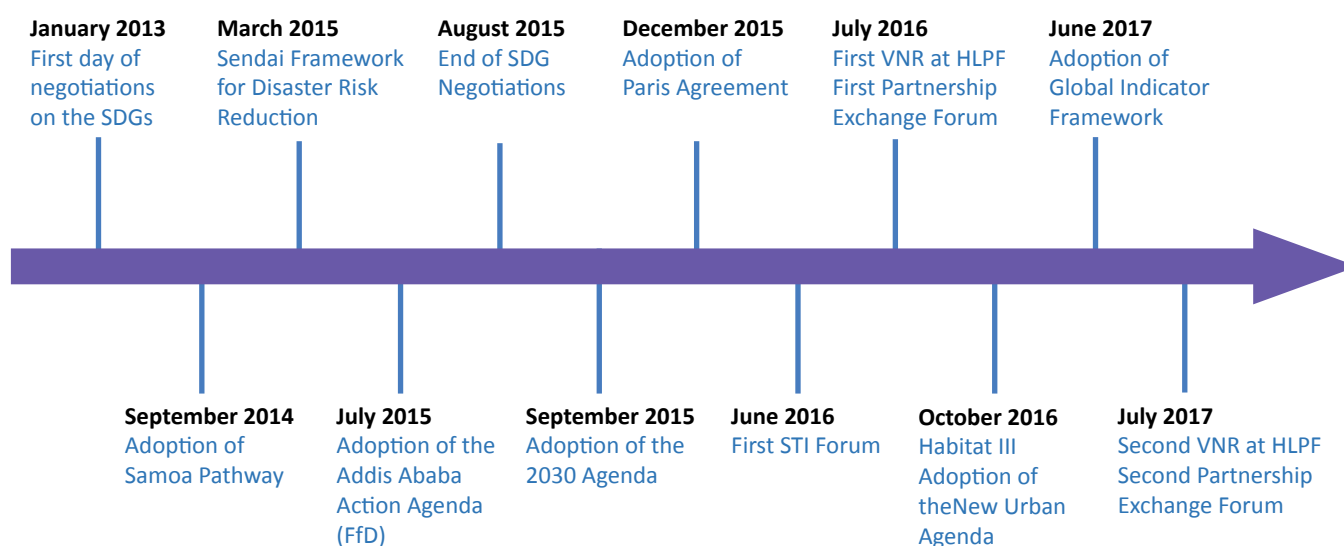 January 2013
First day of
negotiations
on the SDGs
March 2015
Sendai Framework
for Disaster Risk
Reduction
August 2015
End of SDG
Negotiations
December 2015
Adoption of
Paris Agreement
July 2016
First VNR at HLPF
First Partnership
Exchange Forum
June 2017
Adoption of
Global Indicator
Framework
September 2014
Adoption of
Samoa Pathway
July 2015
Adoption of the
Addis Ababa
Action Agenda
(FfD)
September 2015
Adoption of the
2030 Agenda
June 2016
First STI Forum
October 2016
Habitat III
Adoption of
theNew Urban
Agenda
July 2017
Second VNR at HLPF
Second Partnership
Exchange Forum